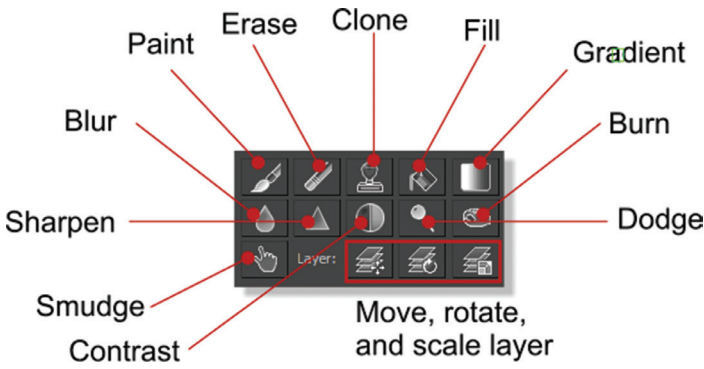 Clone
Erase
Fill
Paint
Gradient
Blur
Burn
Sharpen
Dodge
Layer:
Smudge
Move, rotate,
and scale layer
Contrast